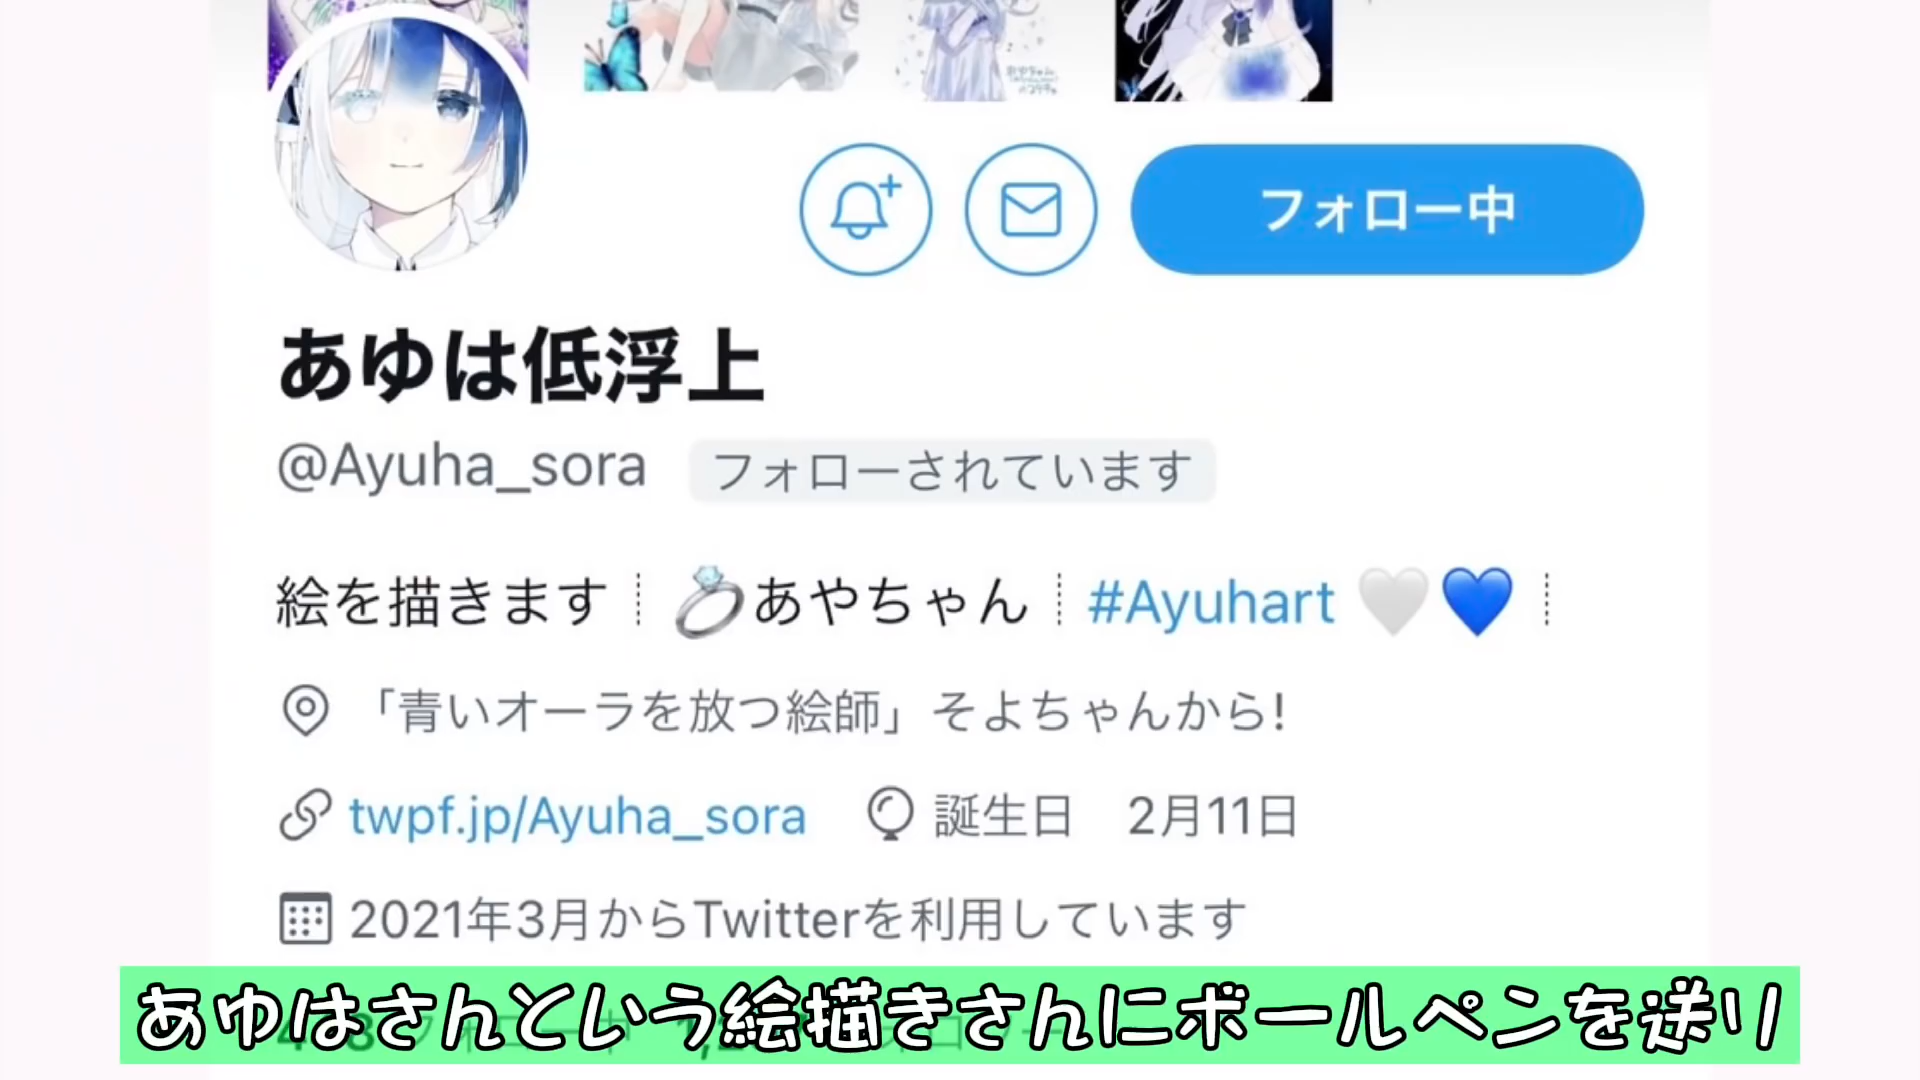 フォロー中
あゆは低浮上
@Ayuha_sora フォローされています
絵を描きます┊💍あやちゃん┊#Ayuhart 🤍💙┊
「青いオーラを放つ絵師」そよちゃんから!
twpf.jp/Ayuha_sora 誕生日 2月11日
2021年3月からTwitterを利用しています
あゆはさんという絵描きさんにボールペンを送り